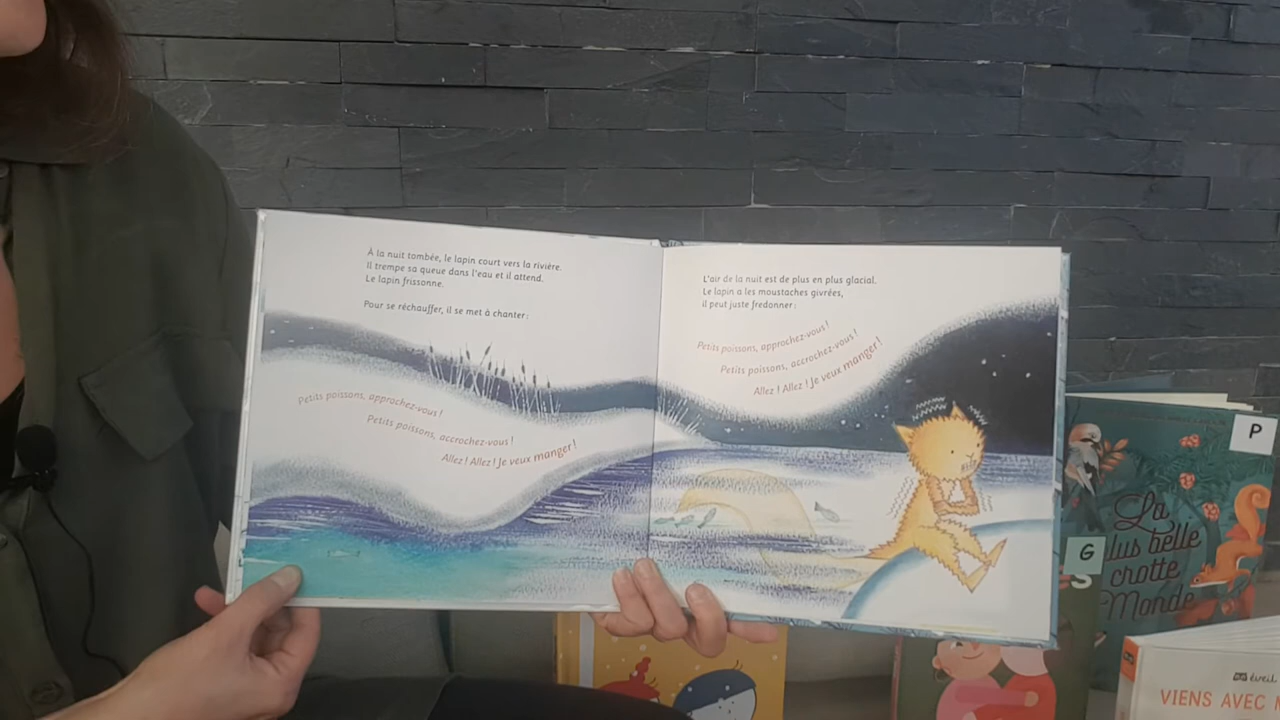 À la nuit tombée, le lapin court vers la rivière.
Il trempe sa queue dans l'eau et il attend.
Le lapin frissonne.
Pour se réchauffer, il se met à chanter :
Petits poissons, approchez-vous !
Petits poissons, accrochez-vous !
Allez ! Allez ! Je veux manger !
L'air de la nuit est de plus en plus glacial.
Le lapin a les moustaches givrées,
il peut juste fredonner :
Petits poissons, approchez-vous !
Petits poissons, accrochez-vous !
Allez ! Allez ! Je veux manger !
P
La
lus belle
crotte
Monde
G
S
éveil
VIENS AVEC